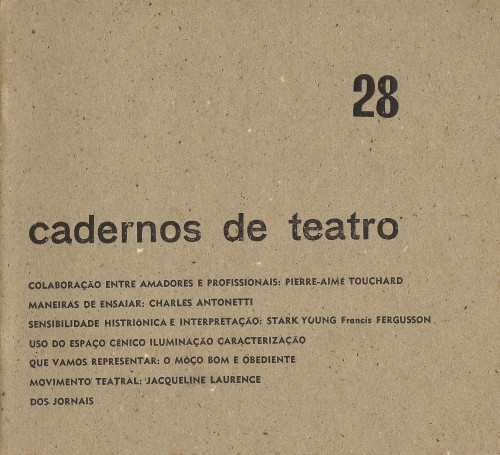 28
cadernos de teatro
COLABORAÇÃO ENTRE AMADORES E PROFISSIONAIS: PIERRE-AIMÉ TOUCHARD
MANEIRAS DE ENSAIAR: CHARLES ANTONETTI
SENSIBILIDADE HISTRIÔNICA E INTERPRETAÇÃO: STARK YOUNG Francis FERGUSSON
USO DO ESPAÇO CÊNICO ILUMINAÇÃO CARACTERIZAÇÃO
QUE VAMOS REPRESENTAR: O MÔÇO BOM E OBEDIENTE
MOVIMENTO TEATRAL: JACQUELINE LAURENCE
DOS JORNAIS